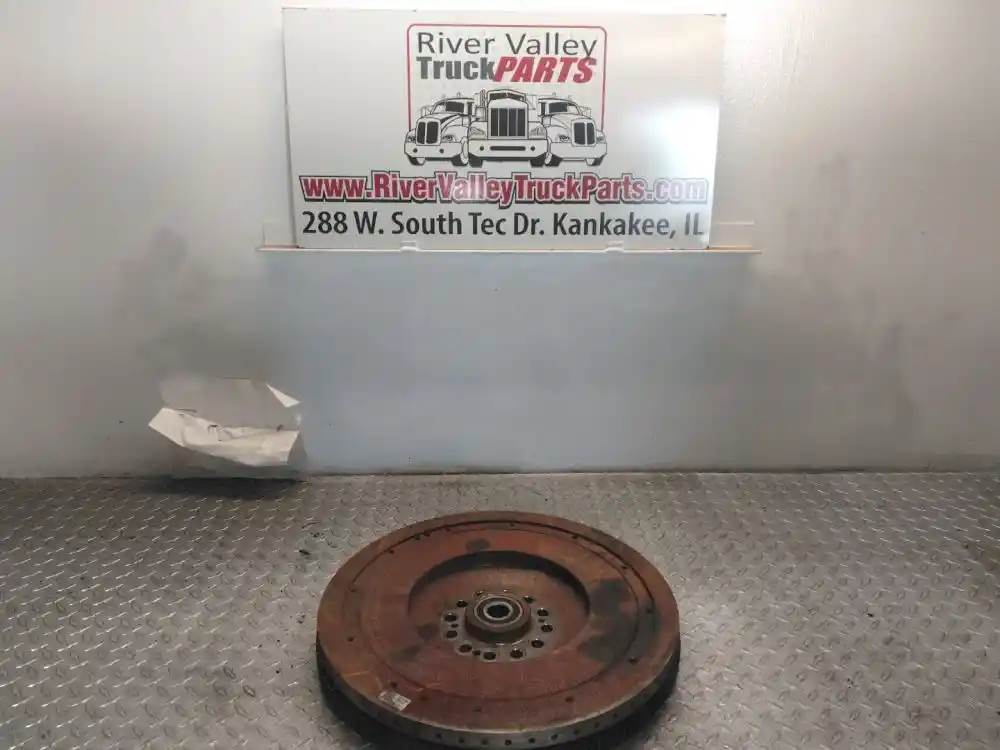 River Valley
TruckPARTS
www.RiverValleyTruckParts.com
288 W. South Tec Dr. Kankakee, IL